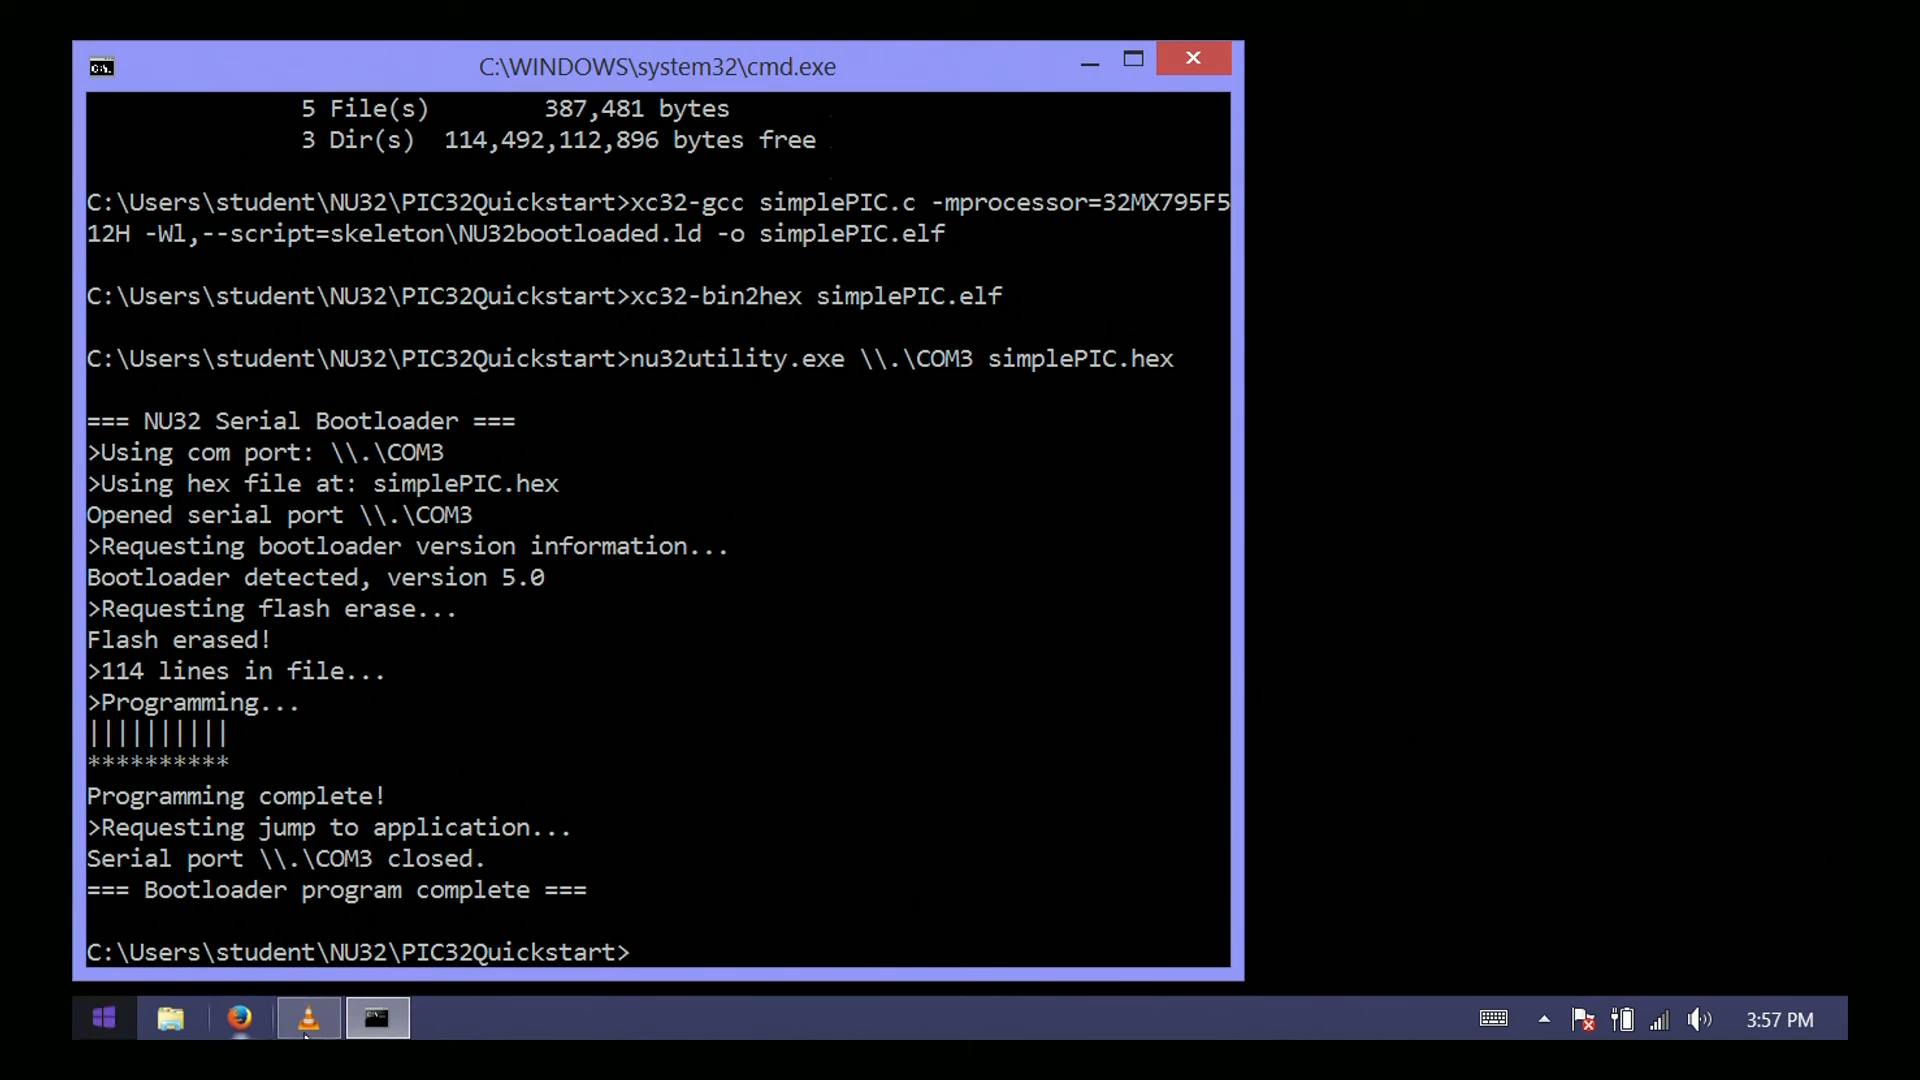 C:\WINDOWS\system32\cmd.exe
5 File(s) 387,481 bytes
3 Dir(s) 114,492,112,896 bytes free
C:\Users\student\NU32\PIC32Quickstart>xc32-gcc simplePIC.c -mprocessor=32MX795F5
12H -Wl,--script=skeleton\NU32bootloaded.ld -o simplePIC.elf
C:\Users\student\NU32\PIC32Quickstart>xc32-bin2hex simplePIC.elf
C:\Users\student\NU32\PIC32Quickstart>nu32utility.exe \\.\COM3 simplePIC.hex
=== NU32 Serial Bootloader ===
>Using com port: \\.\COM3
>Using hex file at: simplePIC.hex
Opened serial port \\.\COM3
>Requesting bootloader version information...
Bootloader detected, version 5.0
>Requesting flash erase...
Flash erased!
>114 lines in file...
>Programming...
||||||||||
**********
Programming complete!
>Requesting jump to application...
Serial port \\.\COM3 closed.
=== Bootloader program complete ===
C:\Users\student\NU32\PIC32Quickstart>
3:57 PM